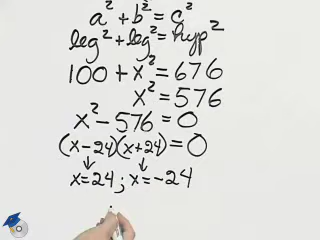 a² + b² = c²
leg² + leg² = hyp²
100 + x² = 676
x² = 576
x² - 576 = 0
(x - 24)(x + 24) = 0
x = 24 ; x = -24